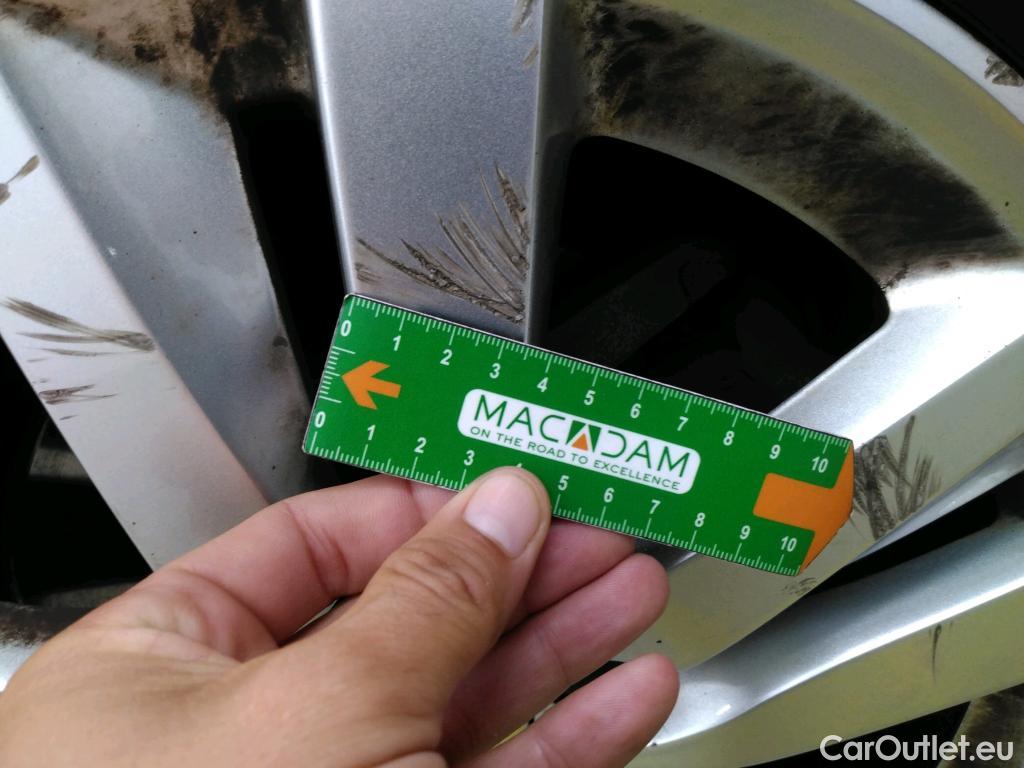 0 1 2 3 4 5 6 7 8 9 10
MACADAM
ON THE ROAD TO EXCELLENCE
0 1 2 3 5 6 7 8 9 10
CarOutlet.eu